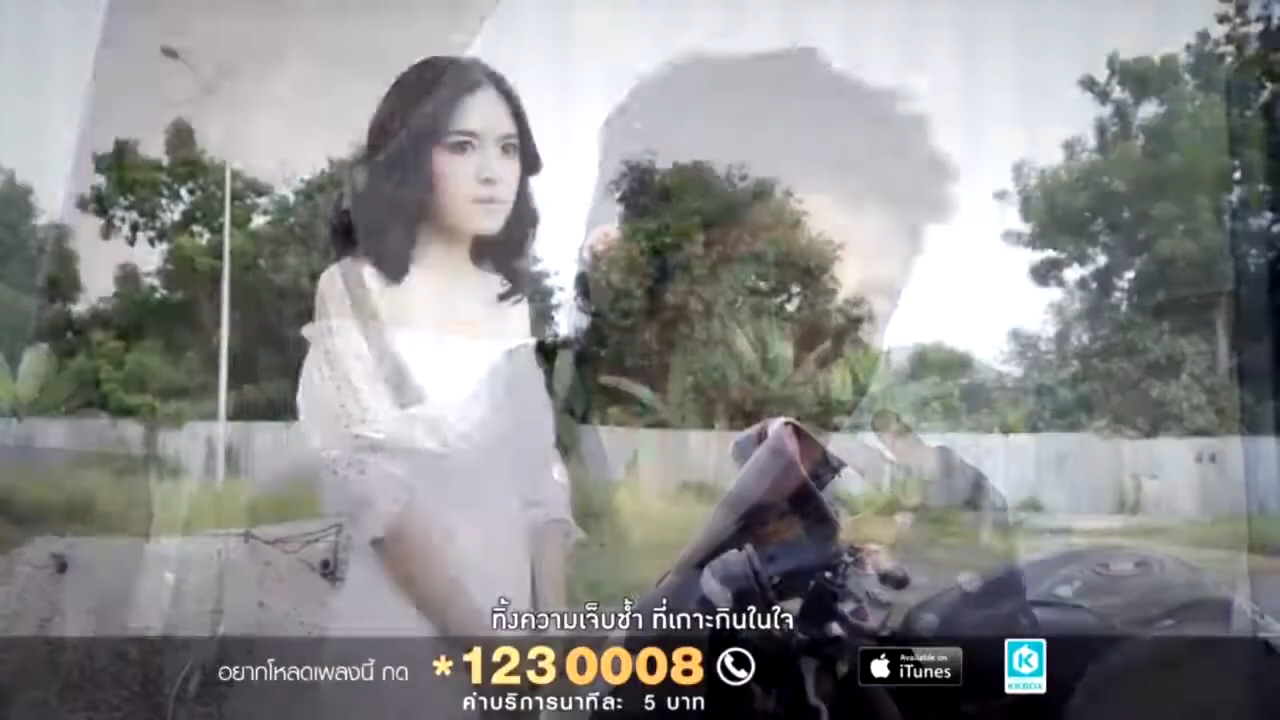 ทิ้งความเจ็บช้ำ ที่เกาะกินในใจ
อยากโหลดเพลงนี้ กด *1230008
ค่าบริการนาทีละ 5 บาท
Available on
iTunes
KKBOX